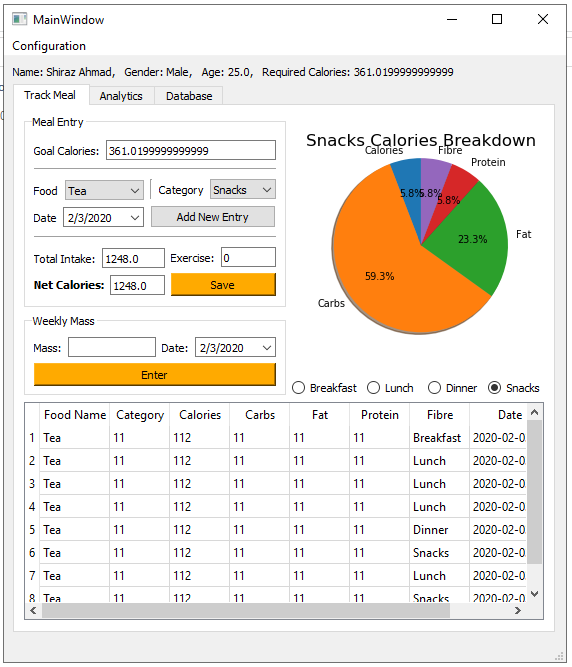 MainWindow
Configuration
Name: Shiraz Ahmad, Gender: Male, Age: 25.0, Required Calories: 361.0199999999999
Track Meal Analytics Database
Meal Entry
Goal Calories: 361.0199999999999
Food Tea Category Snacks
Date 2/3/2020 Add New Entry
Total Intake: 1248.0 Exercise: 0
Net Calories: 1248.0 Save
Weekly Mass
Mass: Date: 2/3/2020
Enter
Snacks Calories Breakdown
Calories Fibre
Protein
5.8% 5.8%
5.8%
Fat
23.3%
59.3%
Carbs
Breakfast Lunch Dinner Snacks
Food Name Category Calories Carbs Fat Protein Fibre Date
1 Tea 11 112 11 11 11 Breakfast 2020-02-0
2 Tea 11 112 11 11 11 Lunch 2020-02-0
3 Tea 11 112 11 11 11 Lunch 2020-02-0
4 Tea 11 112 11 11 11 Lunch 2020-02-0
5 Tea 11 112 11 11 11 Dinner 2020-02-0
6 Tea 11 112 11 11 11 Snacks 2020-02-0
7 Tea 11 112 11 11 11 Lunch 2020-02-0
8 Tea 11 112 11 11 11 Snacks 2020-02-0